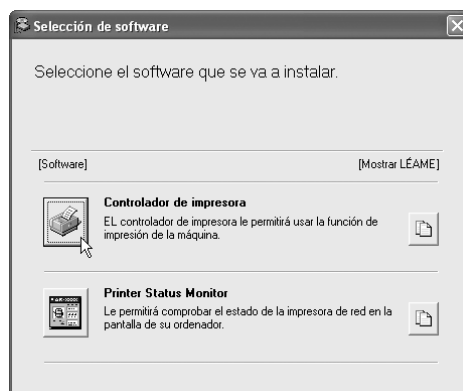 Selección de software
Seleccione el software que se va a instalar.
[Software] [Mostrar LÉAME]
Controlador de impresora
EL controlador de impresora le permitirá usar la función de
impresión de la máquina.
Printer Status Monitor
Le permitirá comprobar el estado de la impresora de red en la
pantalla de su ordenador.